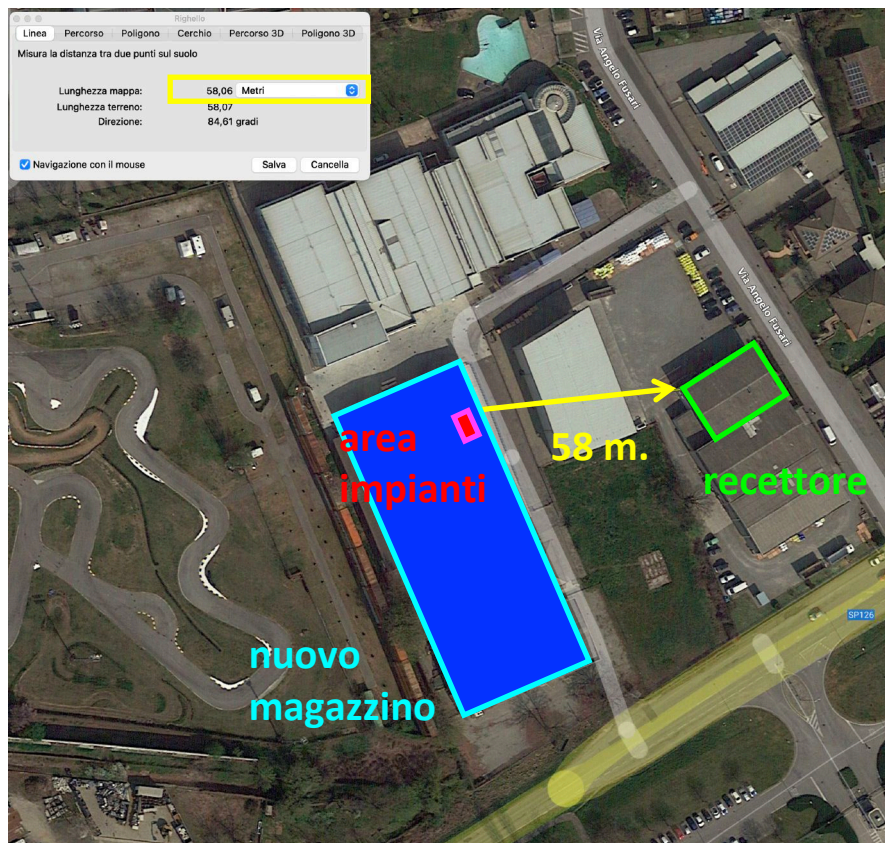 Righello
Linea Percorso Poligono Cerchio Percorso 3D Poligono 3D
Misura la distanza tra due punti sul suolo
Lunghezza mappa: 58,06 Metri
Lunghezza terreno: 58,07
Direzione: 84,61 gradi
Navigazione con il mouse Salva Cancella
Via Angelo Fusari
Via Angelo Fusari
area
impianti
58 m.
recettore
SP126
nuovo
magazzino